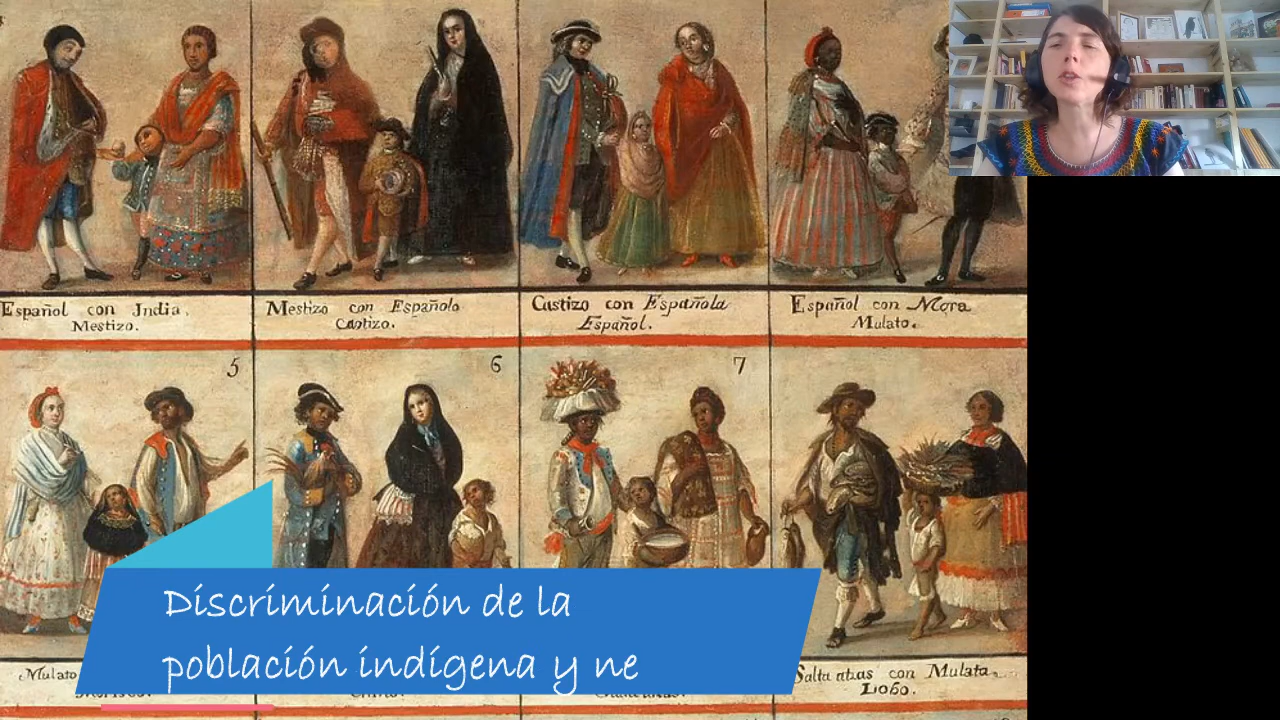 Español con India.
Mestizo.
Mestizo con Española
Castizo.
Castizo con Española
Español.
Español con Mora
Mulato.
5
6
7
Mulato
Salta atras con Mulata
Lobo.
Discriminación de la
población indígena y ne